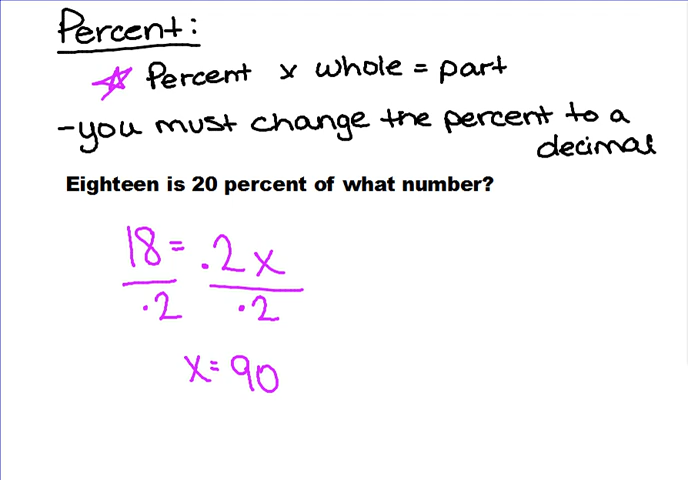 Percent:
☆ Percent x whole = part
-you must change the percent to a
decimal
Eighteen is 20 percent of what number?
18 = .2x
.2 .2
x = 90